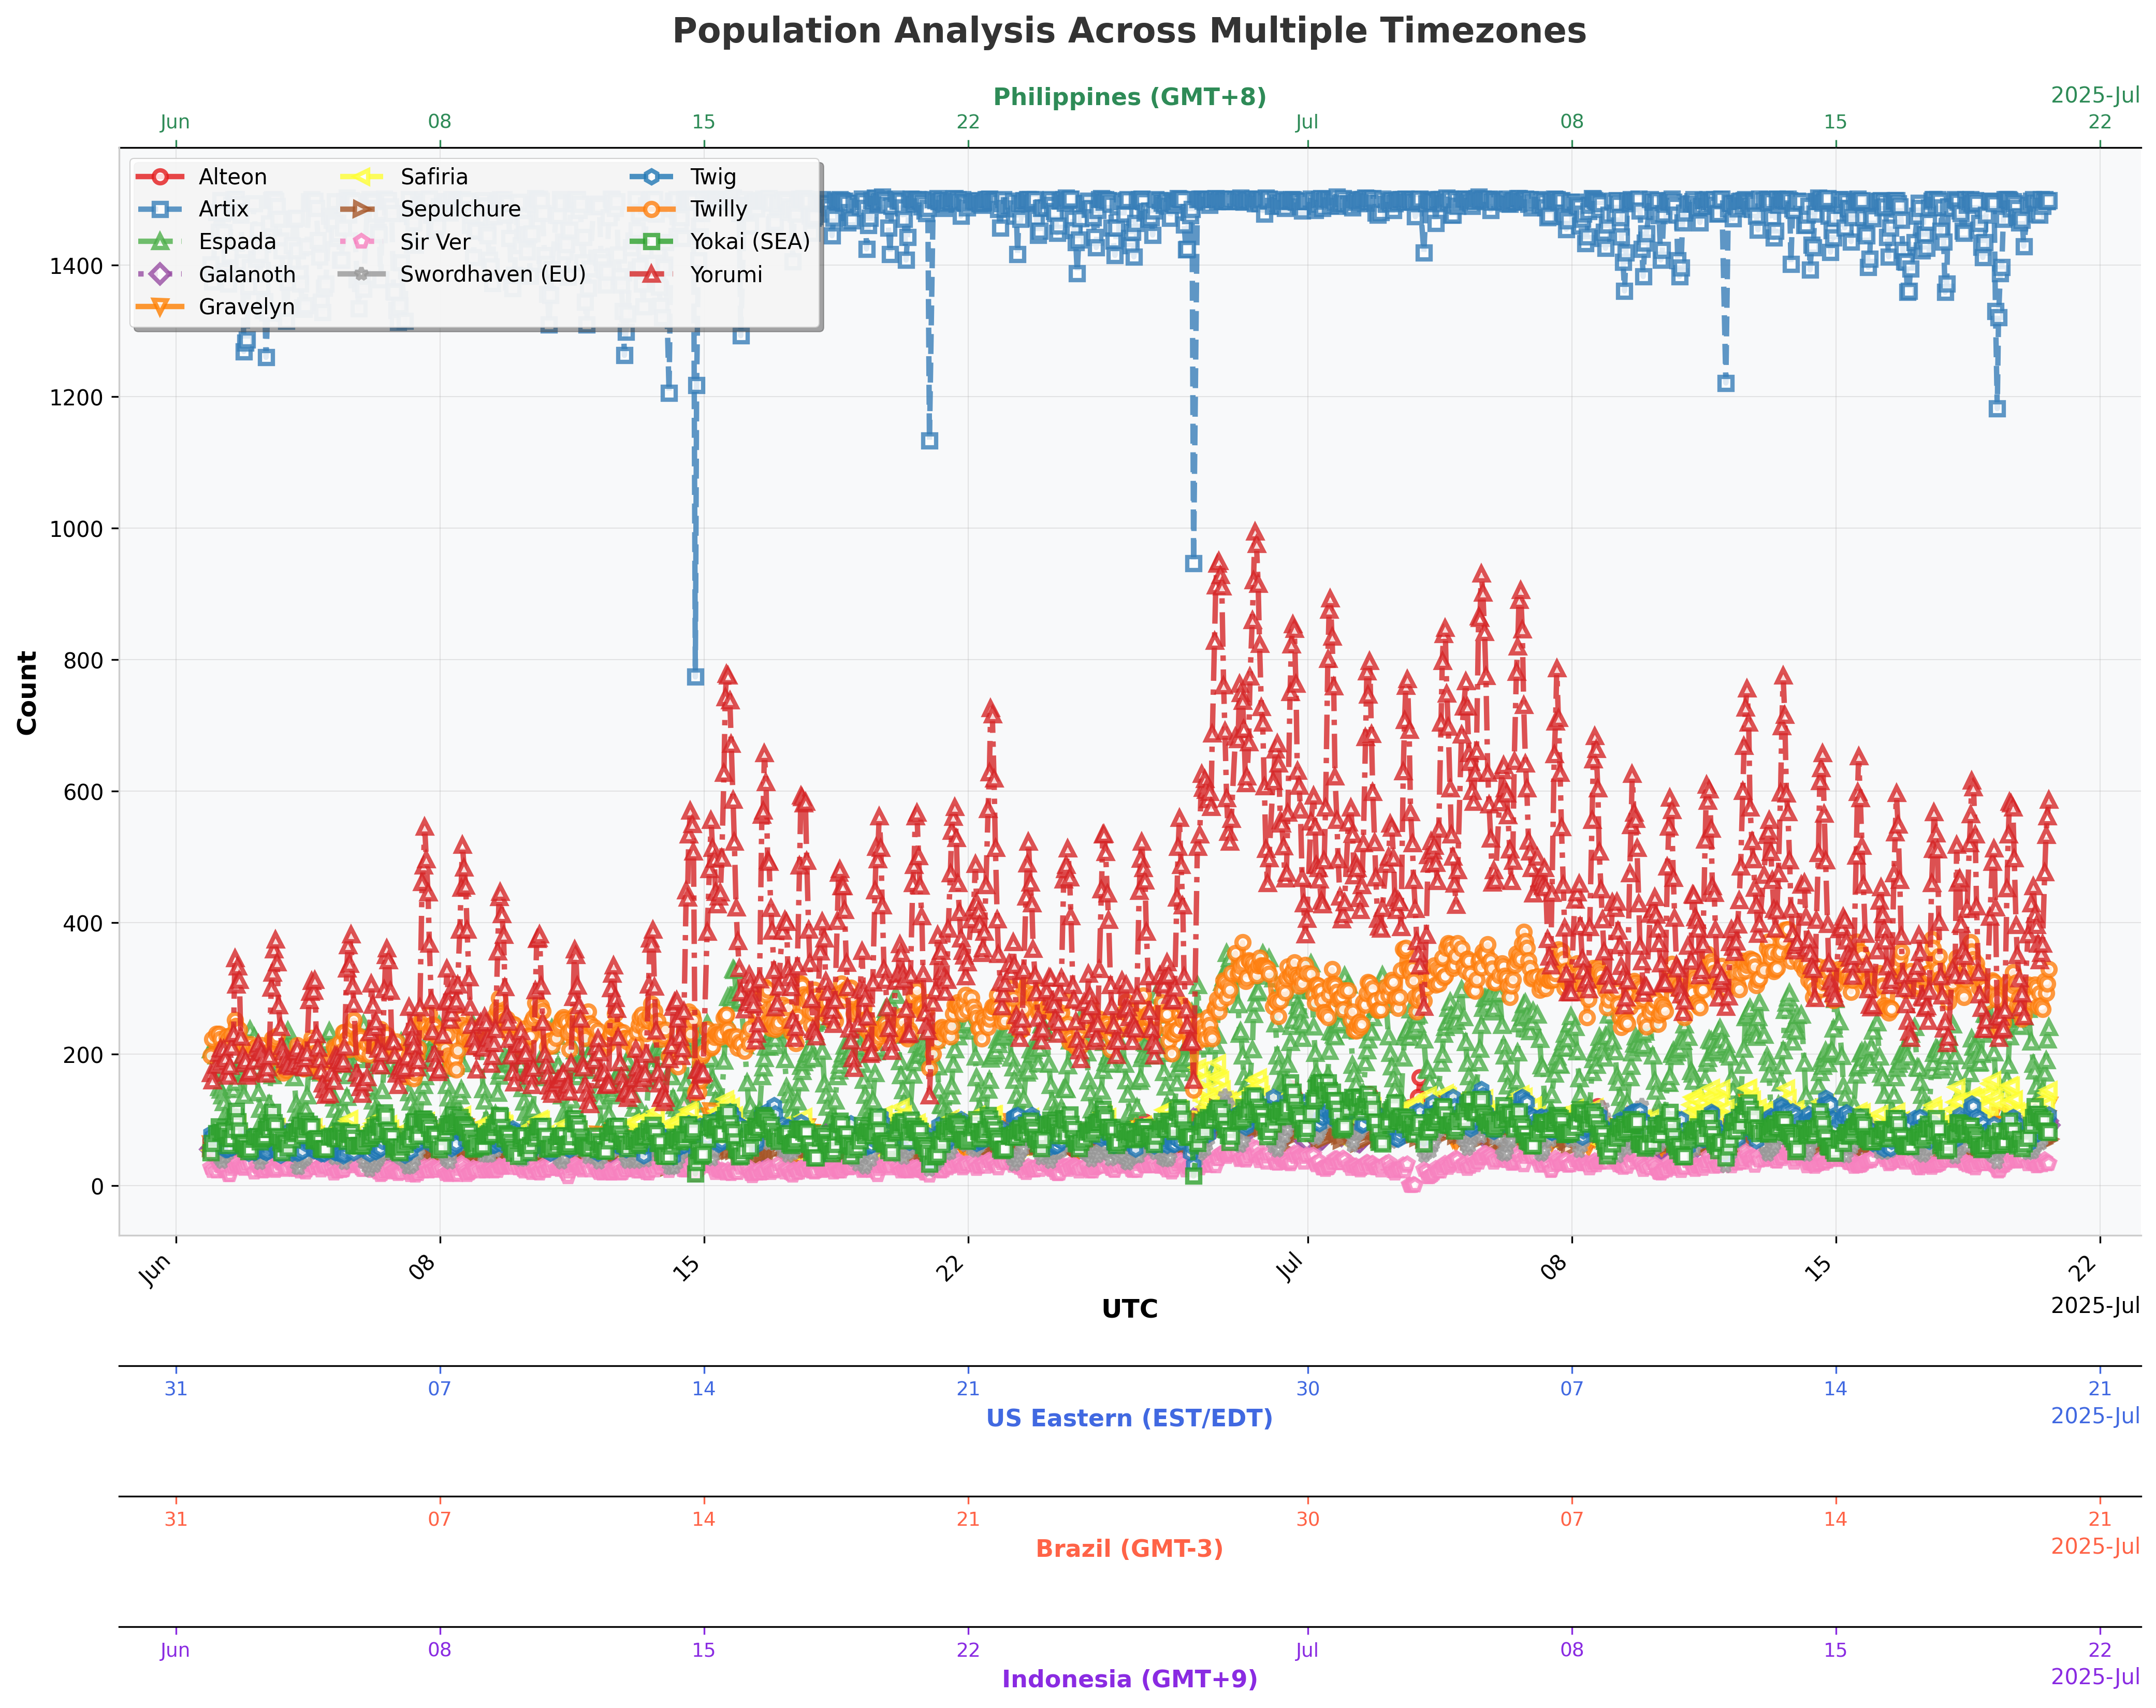 Population Analysis Across Multiple Timezones
Philippines (GMT+8)
2025-Jul
Jun 08 15 22 Jul 08 15 22
Alteon Safiria Twig
Artix Sepulchure Twilly
Espada Sir Ver Yokai (SEA)
Galanoth Swordhaven (EU) Yorumi
Gravelyn
Count
1400
1200
1000
800
600
400
200
0
Jun 08 15 22 Jul 08 15 22
UTC
2025-Jul
31 07 14 21 30 07 14 21
US Eastern (EST/EDT)
2025-Jul
31 07 14 21 30 07 14 21
Brazil (GMT-3)
2025-Jul
Jun 08 15 22 Jul 08 15 22
Indonesia (GMT+9)
2025-Jul